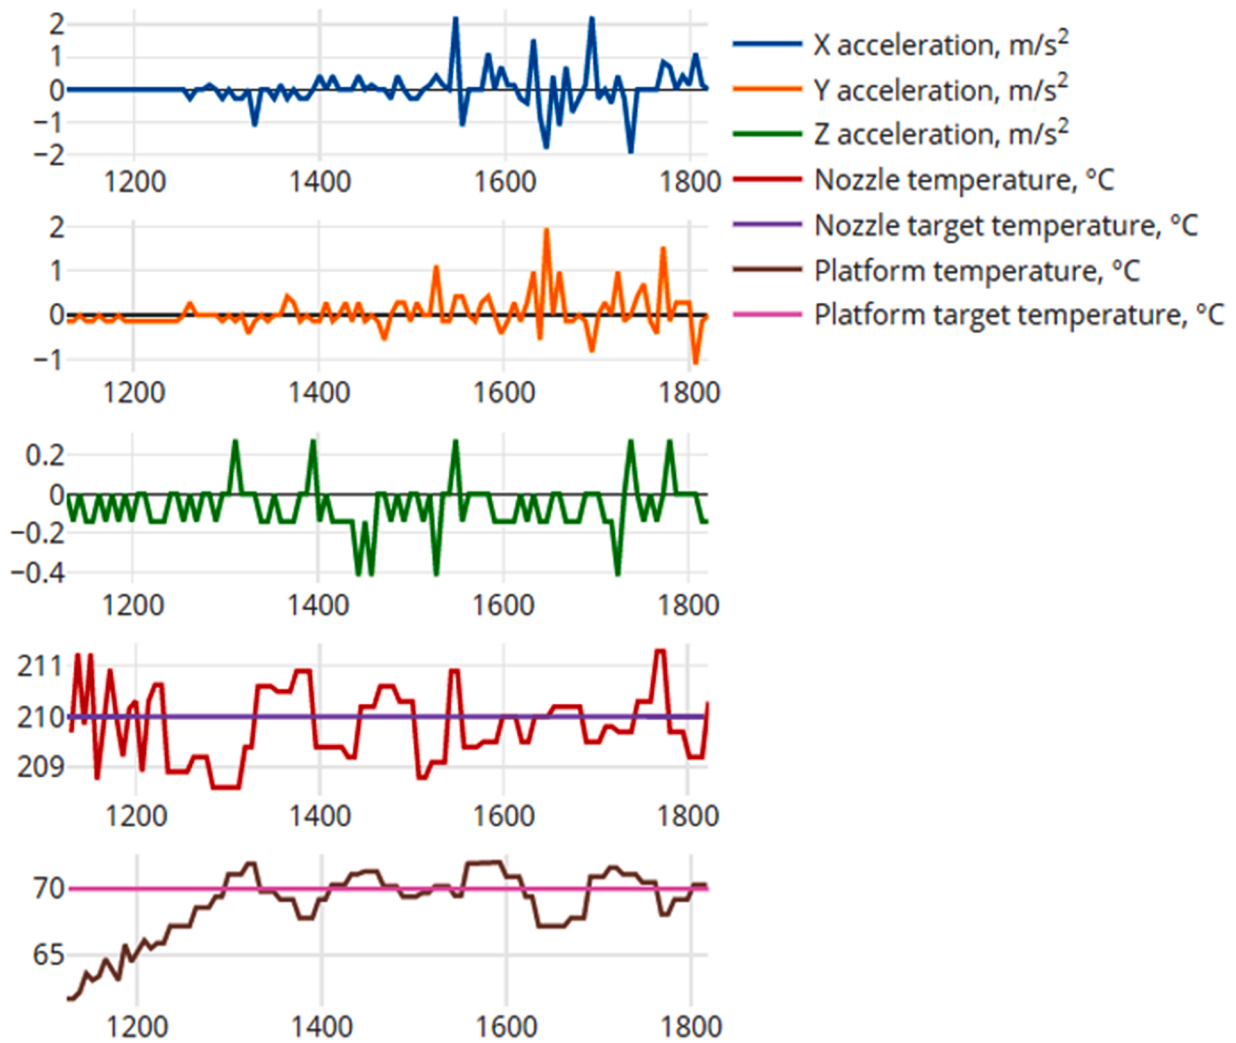 2
1
0
−1
−2
1200 1400 1600 1800
X acceleration, m/s²
Y acceleration, m/s²
Z acceleration, m/s²
Nozzle temperature, °C
Nozzle target temperature, °C
Platform temperature, °C
Platform target temperature, °C
2
1
0
−1
1200 1400 1600 1800
0.2
0
−0.2
−0.4
1200 1400 1600 1800
211
210
209
1200 1400 1600 1800
70
65
1200 1400 1600 1800